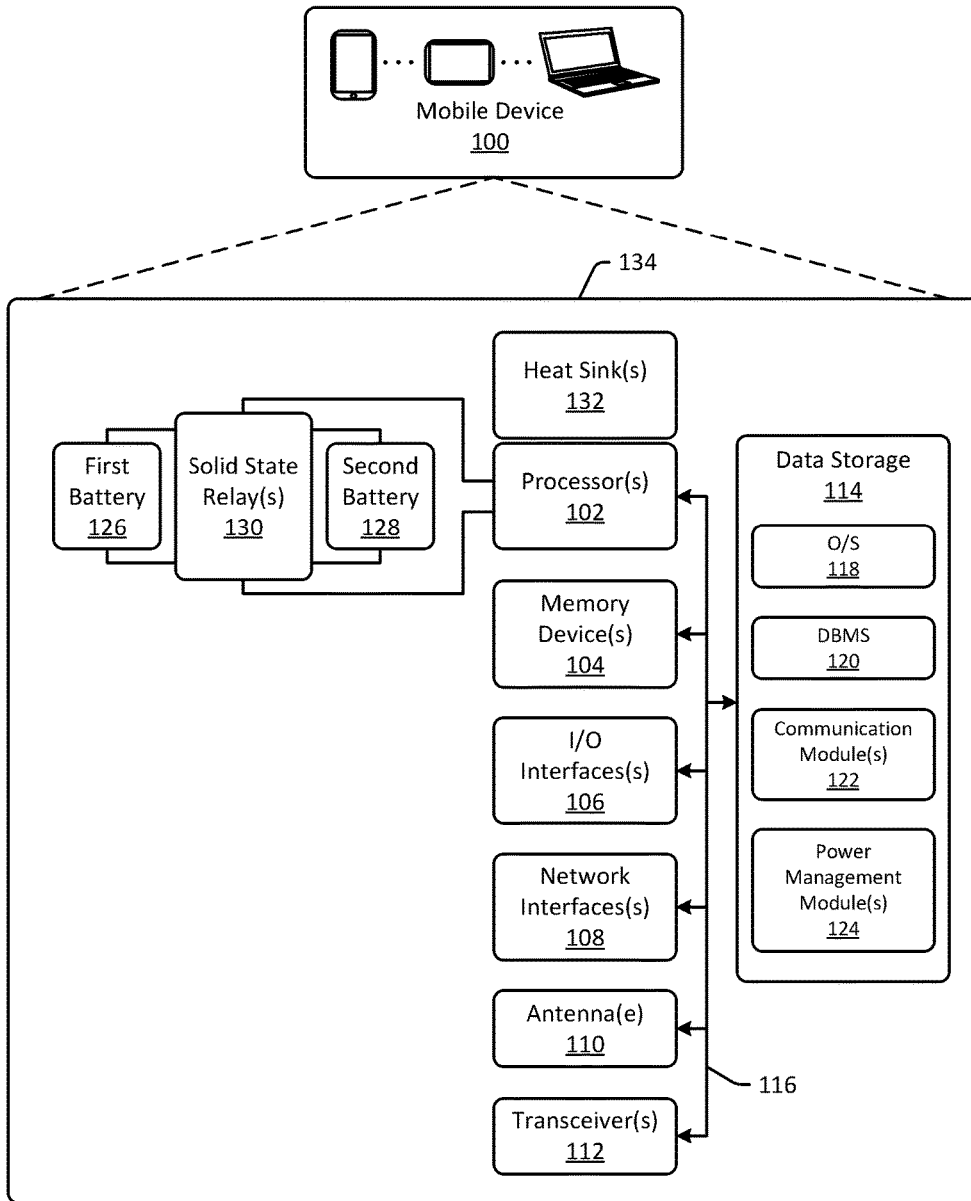 Mobile Device
100
134
Heat Sink(s)
132
First
Battery
126
Solid State
Relay(s)
130
Second
Battery
128
Processor(s)
102
Memory
Device(s)
104
I/O
Interfaces(s)
106
Network
Interfaces(s)
108
Antenna(e)
110
Transceiver(s)
112
Data Storage
114
O/S
118
DBMS
120
Communication
Module(s)
122
Power
Management
Module(s)
124
116